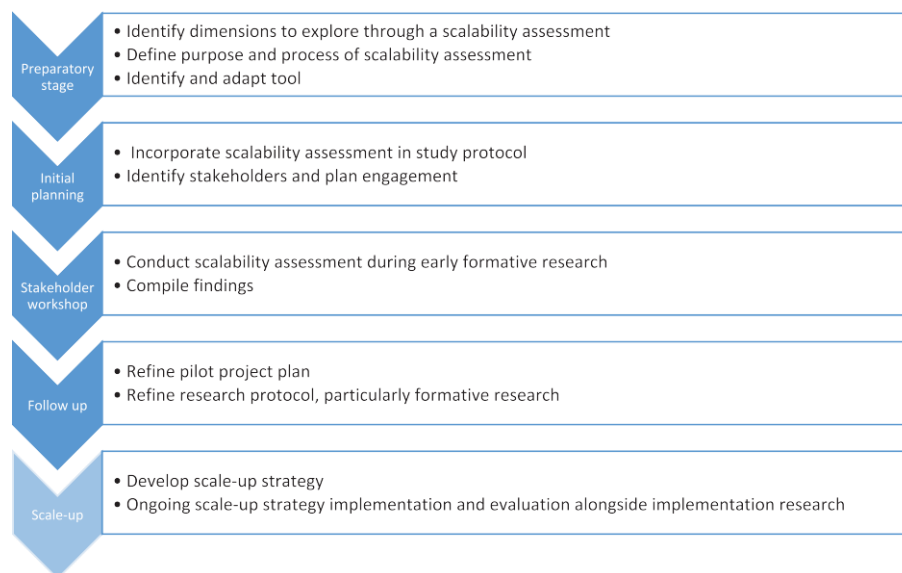 Preparatory
stage
• Identify dimensions to explore through a scalability assessment
• Define purpose and process of scalability assessment
• Identify and adapt tool
Initial
planning
• Incorporate scalability assessment in study protocol
• Identify stakeholders and plan engagement
Stakeholder
workshop
• Conduct scalability assessment during early formative research
• Compile findings
Follow up
• Refine pilot project plan
• Refine research protocol, particularly formative research
Scale-up
• Develop scale-up strategy
• Ongoing scale-up strategy implementation and evaluation alongside implementation research